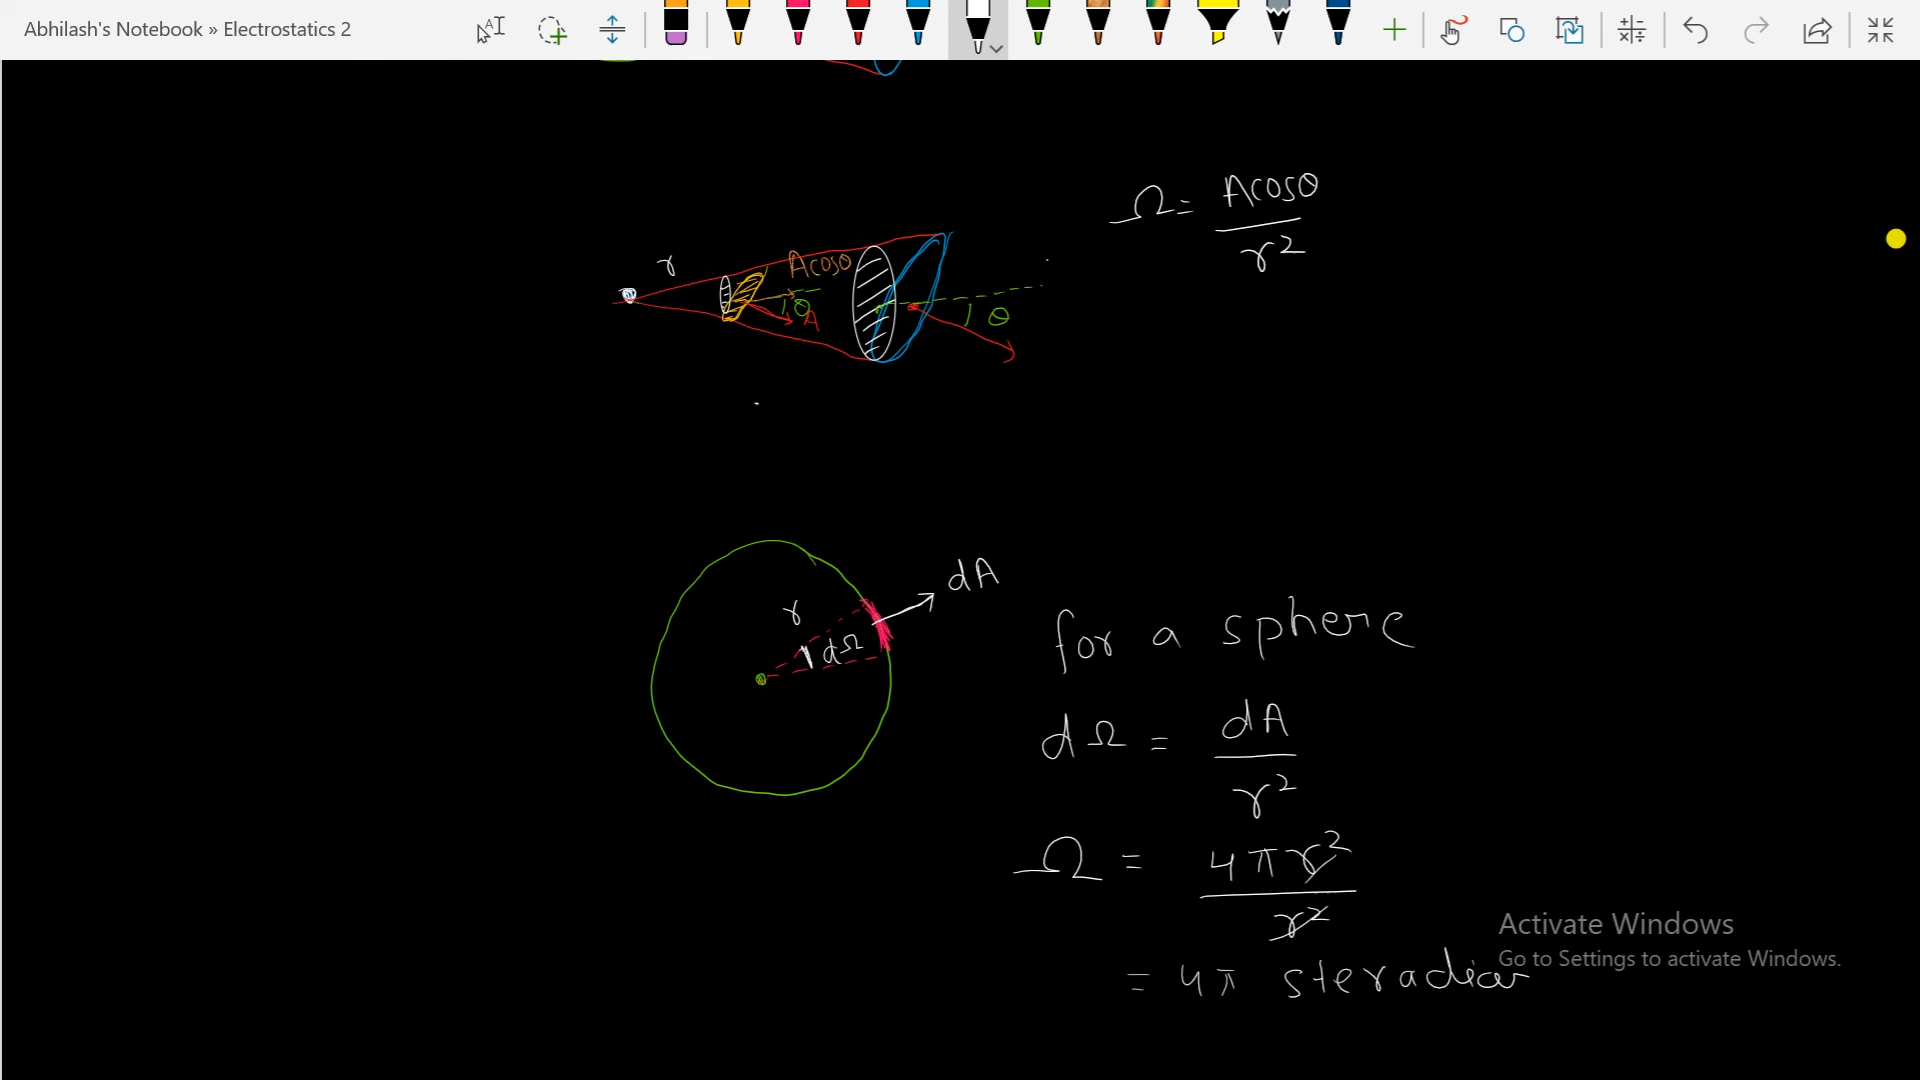 Abhilash's Notebook » Electrostatics 2
Ω = Acosθ / r²
r
Acosθ
θ
A
θ
dA
r
dΩ
for a sphere
dΩ = dA / r²
Ω = 4πr² / r²
= 4π steradian
Activate Windows
Go to Settings to activate Windows.